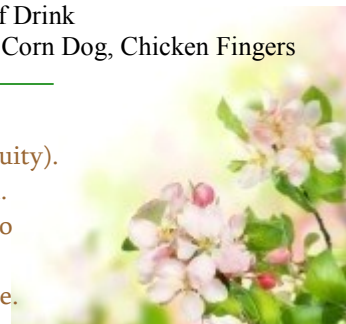 f Drink
Corn Dog, Chicken Fingers
uity).
.
o
e.